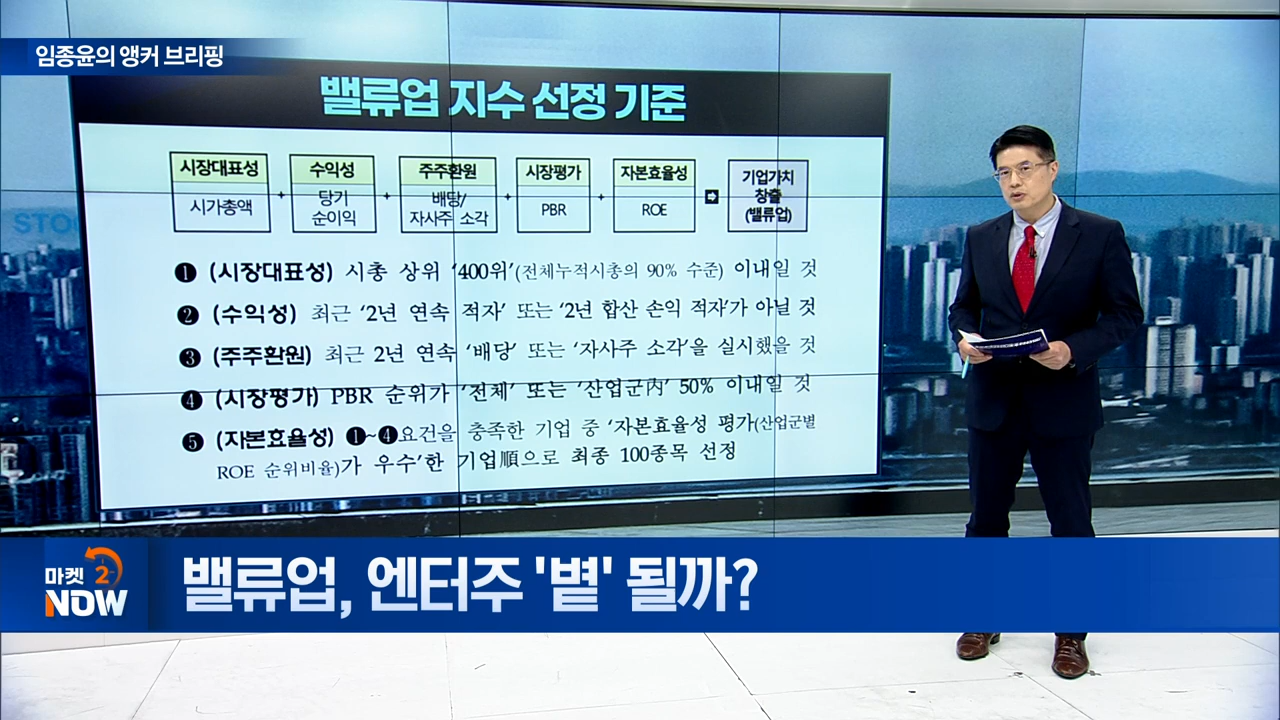 임종윤의 앵커 브리핑
밸류업 지수 선정 기준
시장대표성
시가총액
+
수익성
당기
순이익
+
주주환원
배당/
자사주 소각
+
시장평가
PBR
+
자본효율성
ROE
기업가치
창출
(밸류업)
❶ (시장대표성) 시총 상위 ‘400위’(전체누적시총의 90% 수준) 이내일 것
❷ (수익성) 최근 ‘2년 연속 적자’ 또는 ‘2년 합산 손익 적자’가 아닐 것
❸ (주주환원) 최근 2년 연속 ‘배당’ 또는 ‘자사주 소각’을 실시했을 것
❹ (시장평가) PBR 순위가 ‘전체’ 또는 ‘산업군內’ 50% 이내일 것
❺ (자본효율성) ❶~❹요건을 충족한 기업 중 ‘자본효율성 평가(산업군별
ROE 순위비율)가 우수’한 기업順으로 최종 100종목 선정
STO
마켓 2
NOW
밸류업, 엔터주 '볕' 될까?